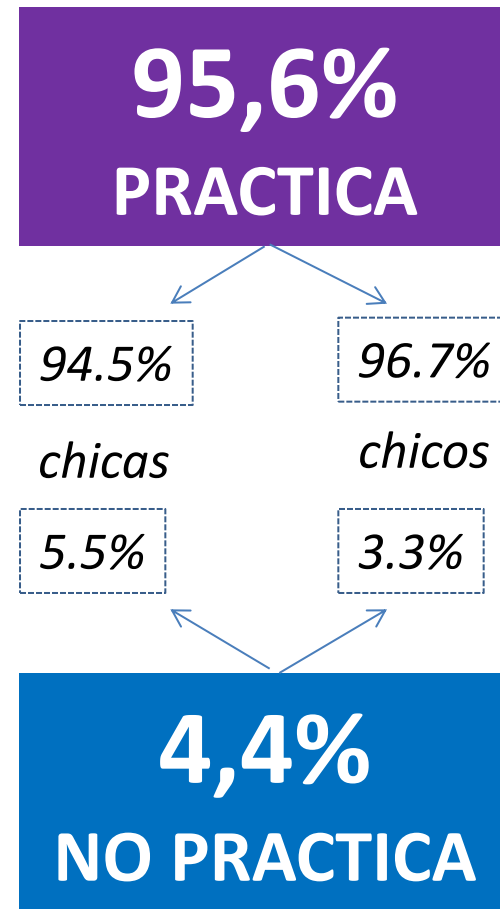 95,6%
PRACTICA
94.5%
96.7%
chicas
chicos
5.5%
3.3%
4,4%
NO PRACTICA